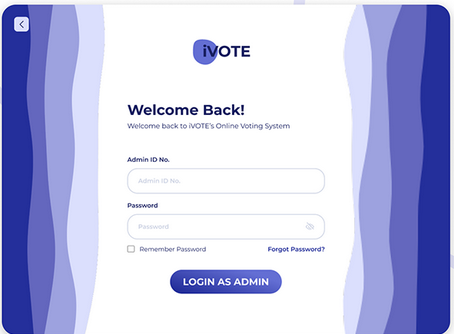 iVOTE
Welcome Back!
Welcome back to iVOTE's Online Voting System
Admin ID No.
Admin ID No.
Password
Password
Remember Password Forgot Password?
LOGIN AS ADMIN